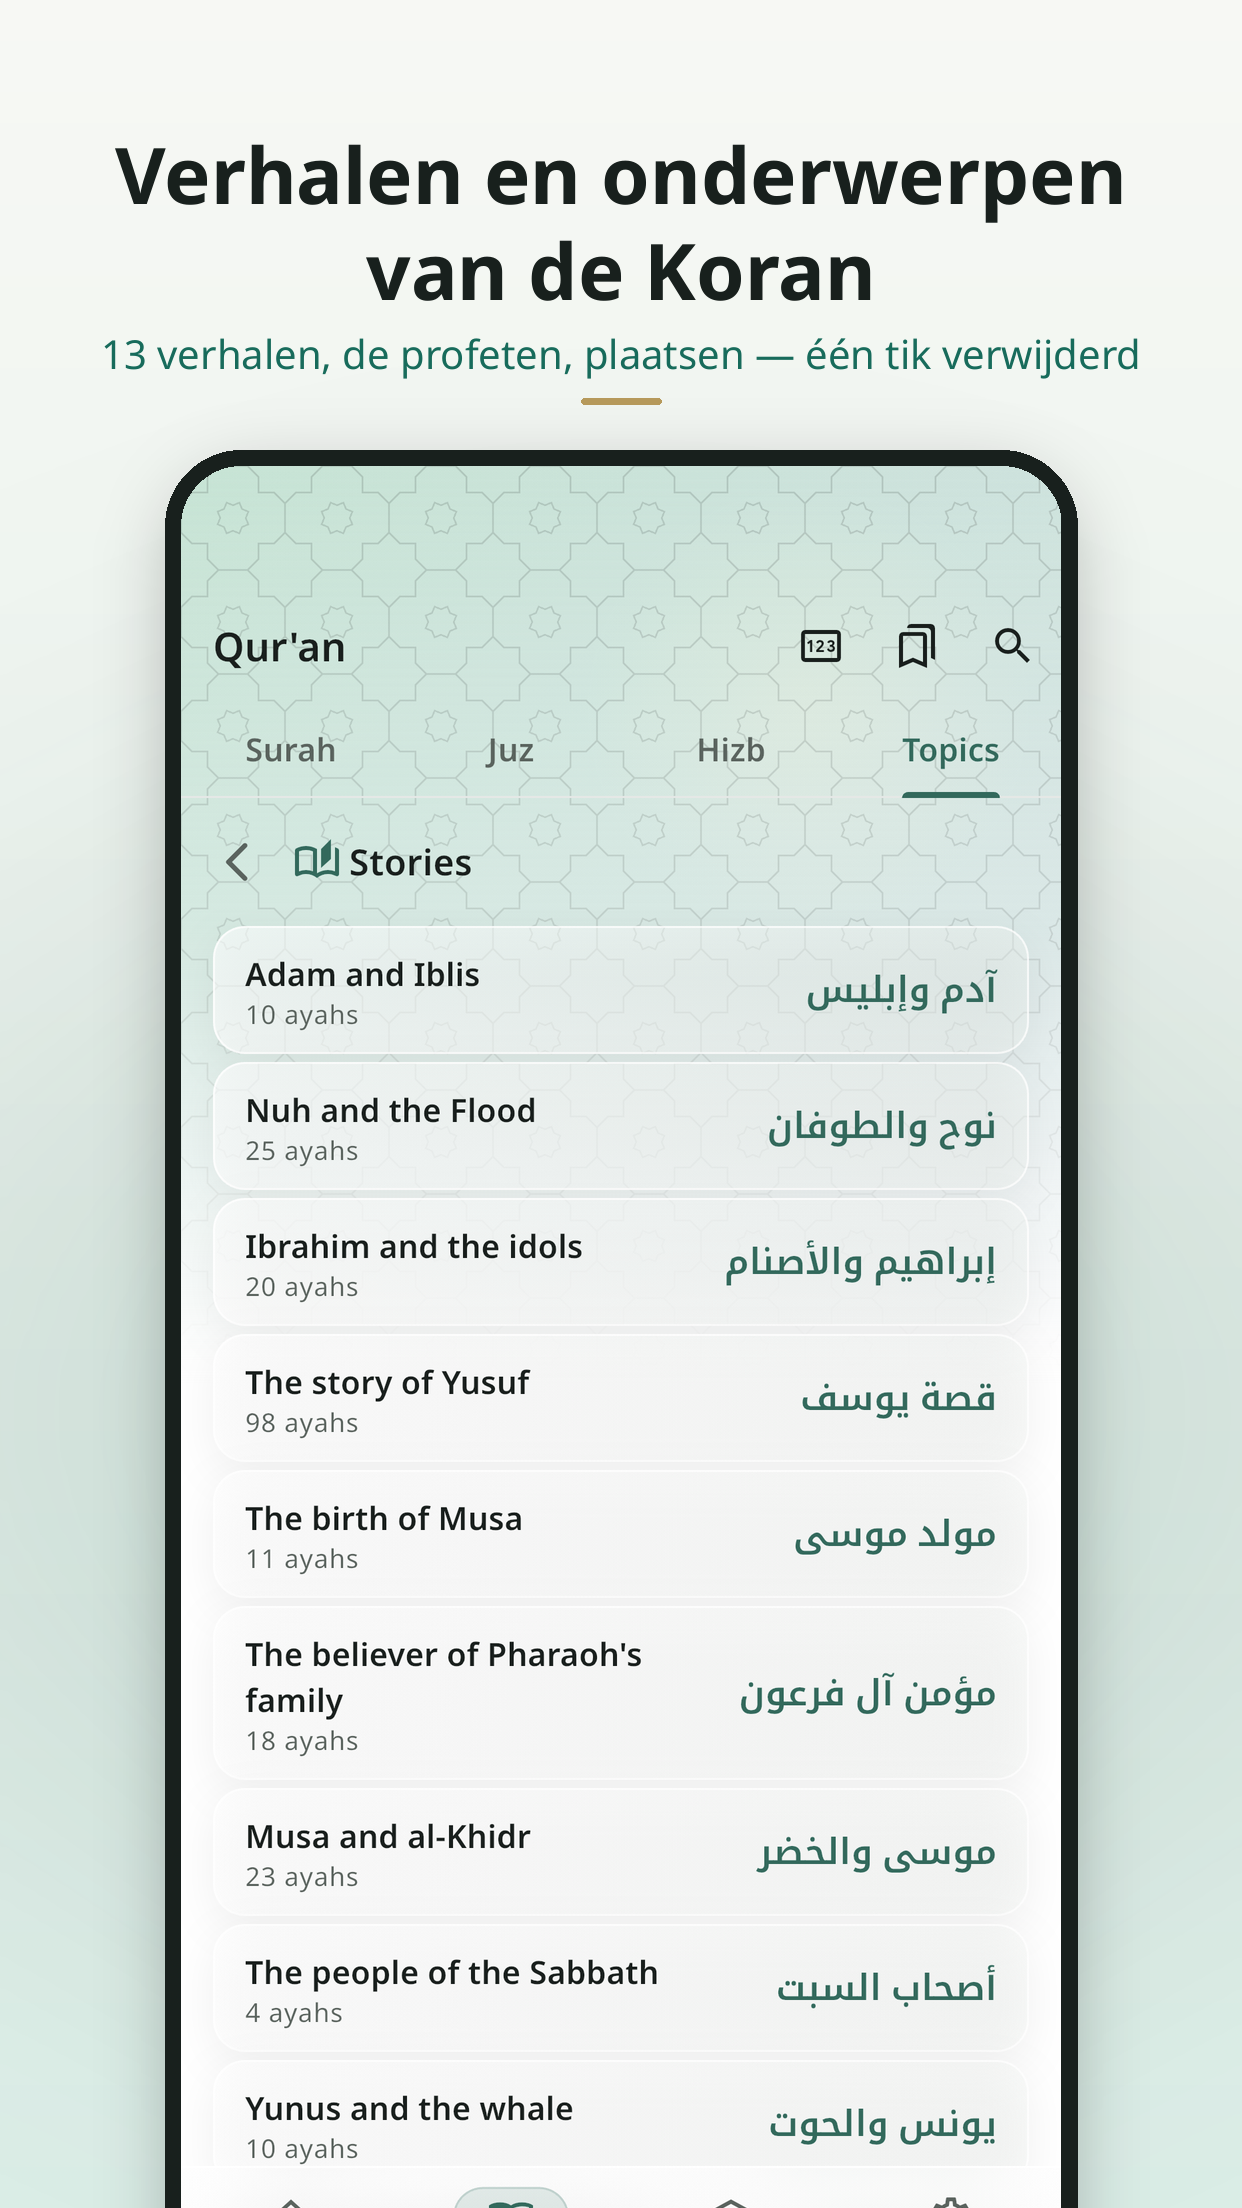 Verhalen en onderwerpen
van de Koran
13 verhalen, de profeten, plaatsen — één tik verwijderd
Qur'an
123
Surah Juz Hizb Topics
Stories
Adam and Iblis
آدم وإبليس
10 ayahs
Nuh and the Flood
نوح والطوفان
25 ayahs
Ibrahim and the idols
إبراهيم والأصنام
20 ayahs
The story of Yusuf
قصة يوسف
98 ayahs
The birth of Musa
مولد موسى
11 ayahs
The believer of Pharaoh's
family
مؤمن آل فرعون
18 ayahs
Musa and al-Khidr
موسى والخضر
23 ayahs
The people of the Sabbath
أصحاب السبت
4 ayahs
Yunus and the whale
يونس والحوت
10 ayahs